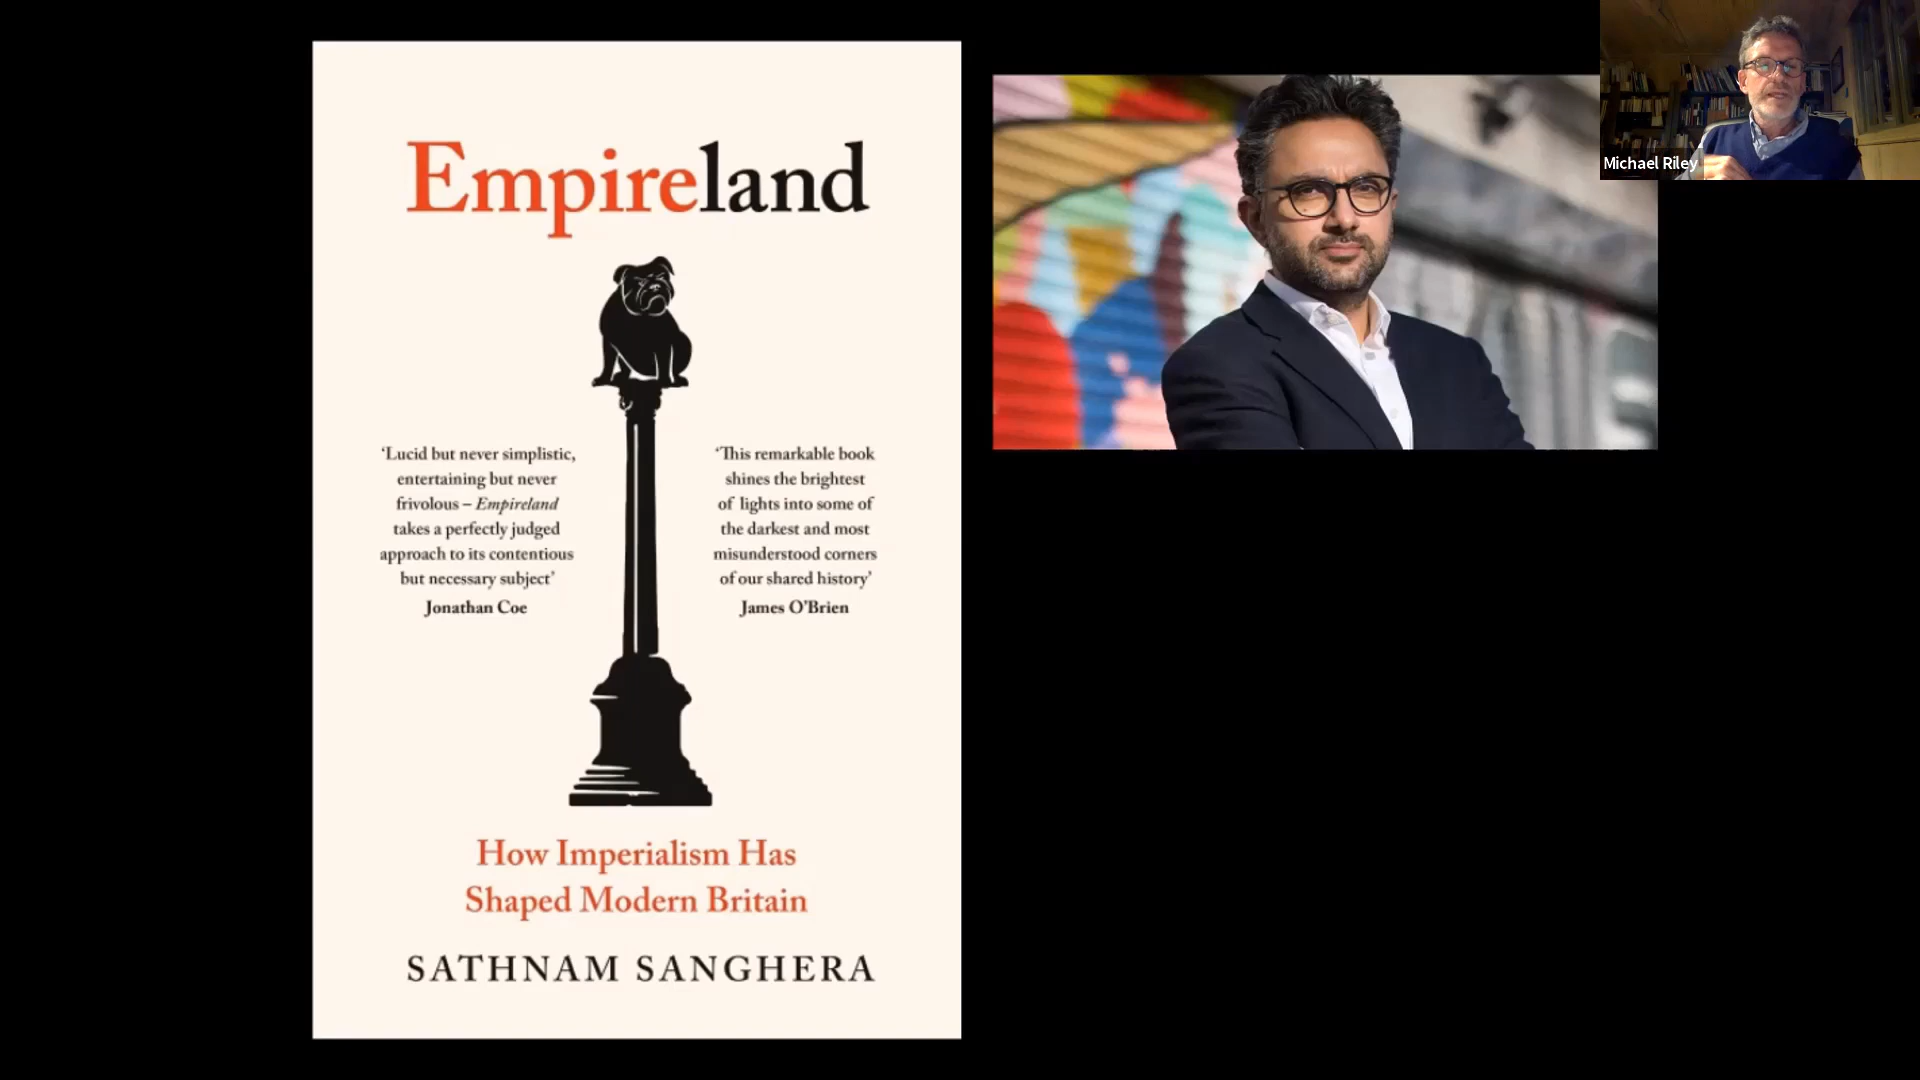 Empireland
‘Lucid but never simplistic,
entertaining but never
frivolous – Empireland
takes a perfectly judged
approach to its contentious
but necessary subject’
Jonathan Coe
‘This remarkable book
shines the brightest
of lights into some of
the darkest and most
misunderstood corners
of our shared history’
James O’Brien
How Imperialism Has
Shaped Modern Britain
SATHNAM SANGHERA
Michael Riley